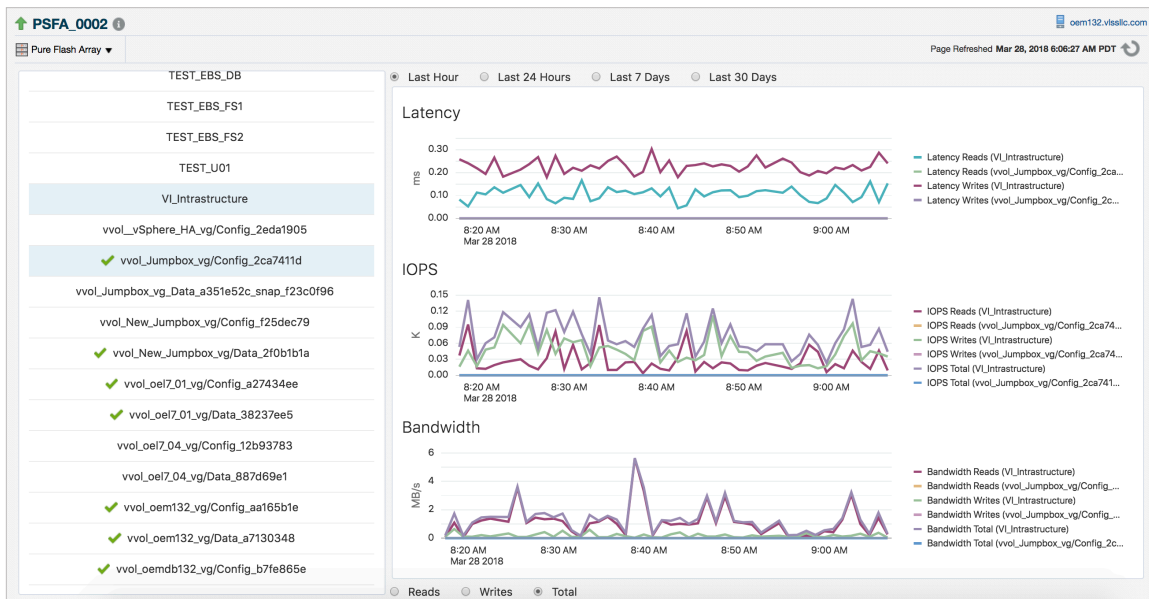 PSFA_0002
oem132.vlssllc.com
Pure Flash Array
Page Refreshed Mar 28, 2018 6:06:27 AM PDT
TEST_EBS_DB
TEST_EBS_FS1
TEST_EBS_FS2
TEST_U01
VI_Intrastructure
vvol__vSphere_HA_vg/Config_2eda1905
vvol_Jumpbox_vg/Config_2ca7411d
vvol_Jumpbox_vg_Data_a351e52c_snap_f23c0f96
vvol_New_Jumpbox_vg/Config_f25dec79
vvol_New_Jumpbox_vg/Data_2f0b1b1a
vvol_oel7_01_vg/Config_a27434ee
vvol_oel7_01_vg/Data_38237ee5
vvol_oel7_04_vg/Config_12b93783
vvol_oel7_04_vg/Data_887d69e1
vvol_oem132_vg/Config_aa165b1e
vvol_oem132_vg/Data_a7130348
vvol_oemdb132_vg/Config_b7fe865e
Last Hour Last 24 Hours Last 7 Days Last 30 Days
Latency
ms
0.30
0.20
0.10
0.00
8:20 AM 8:30 AM 8:40 AM 8:50 AM 9:00 AM
Mar 28 2018
Latency Reads (VI_Intrastructure)
Latency Reads (vvol_Jumpbox_vg/Config_2ca...
Latency Writes (VI_Intrastructure)
Latency Writes (vvol_Jumpbox_vg/Config_2c...
IOPS
K
0.15
0.12
0.09
0.06
0.03
0.00
8:20 AM 8:30 AM 8:40 AM 8:50 AM 9:00 AM
Mar 28 2018
IOPS Reads (VI_Intrastructure)
IOPS Reads (vvol_Jumpbox_vg/Config_2ca74...
IOPS Writes (VI_Intrastructure)
IOPS Writes (vvol_Jumpbox_vg/Config_2ca74...
IOPS Total (VI_Intrastructure)
IOPS Total (vvol_Jumpbox_vg/Config_2ca741...
Bandwidth
MB/s
6
4
2
0
8:20 AM 8:30 AM 8:40 AM 8:50 AM 9:00 AM
Mar 28 2018
Bandwidth Reads (VI_Intrastructure)
Bandwidth Reads (vvol_Jumpbox_vg/Config_...
Bandwidth Writes (VI_Intrastructure)
Bandwidth Writes (vvol_Jumpbox_vg/Config_...
Bandwidth Total (VI_Intrastructure)
Bandwidth Total (vvol_Jumpbox_vg/Config_2c...
Reads Writes Total